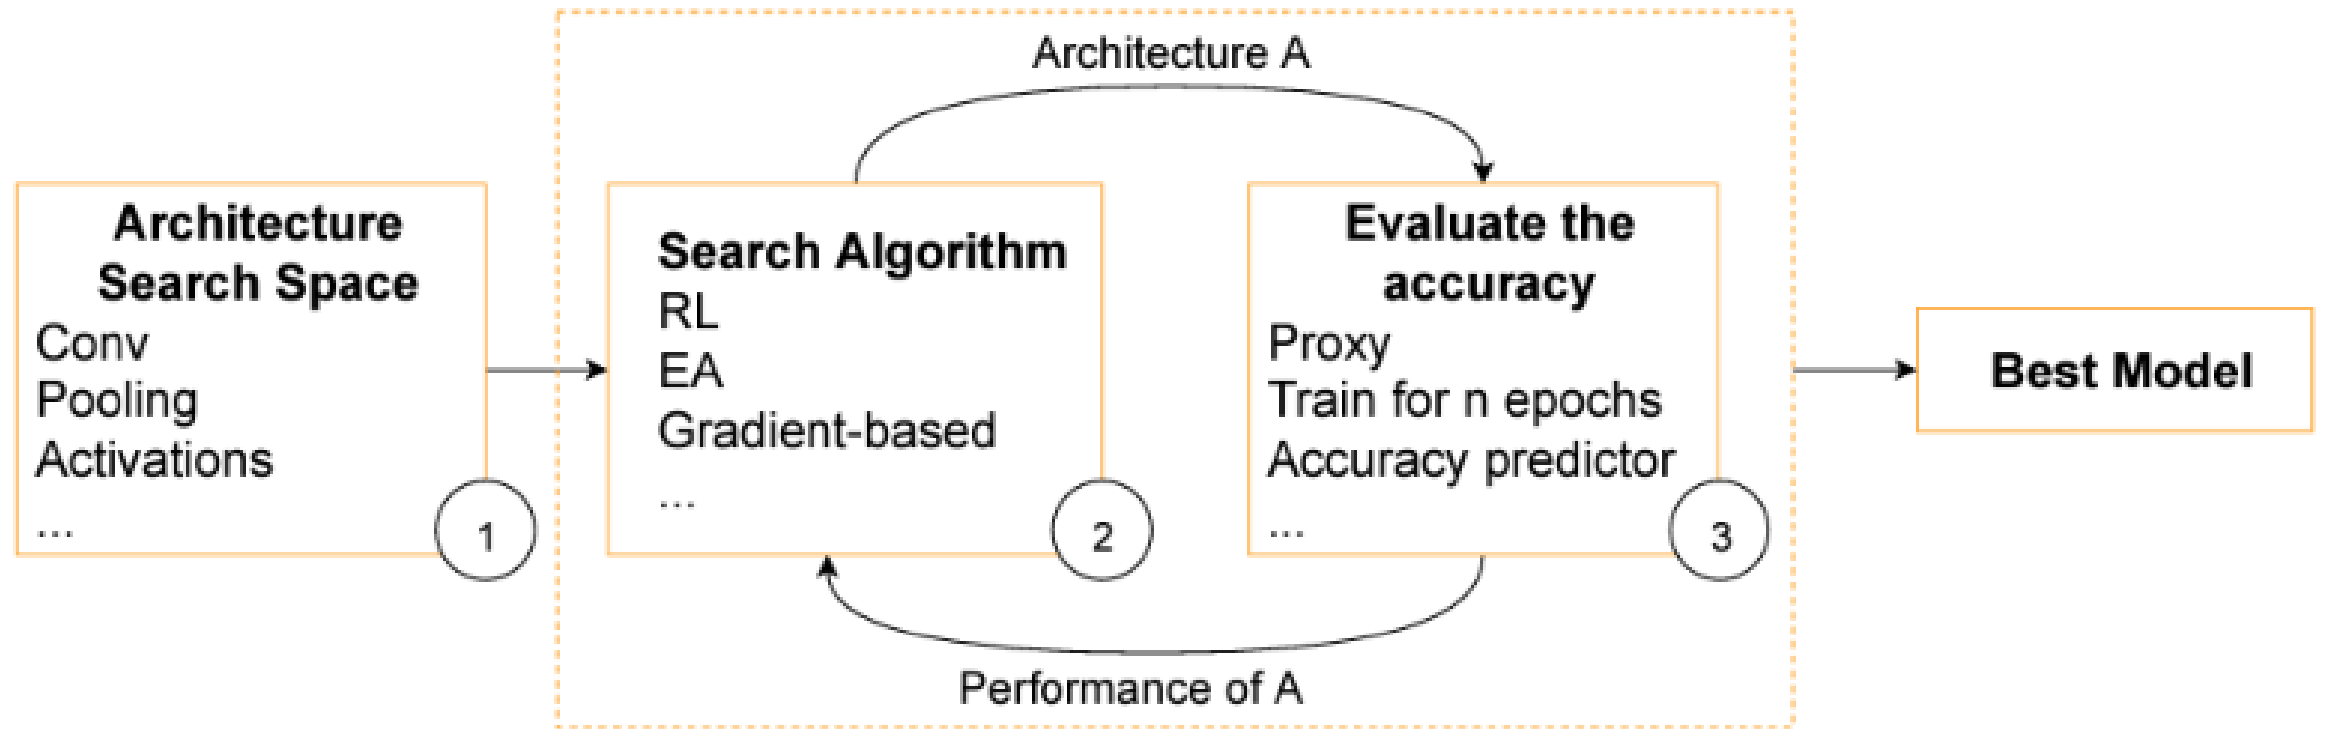 Architecture A
Architecture
Search Space
Conv
Pooling
Activations
...
1
Search Algorithm
RL
EA
Gradient-based
...
2
Evaluate the
accuracy
Proxy
Train for n epochs
Accuracy predictor
...
3
Best Model
Performance of A